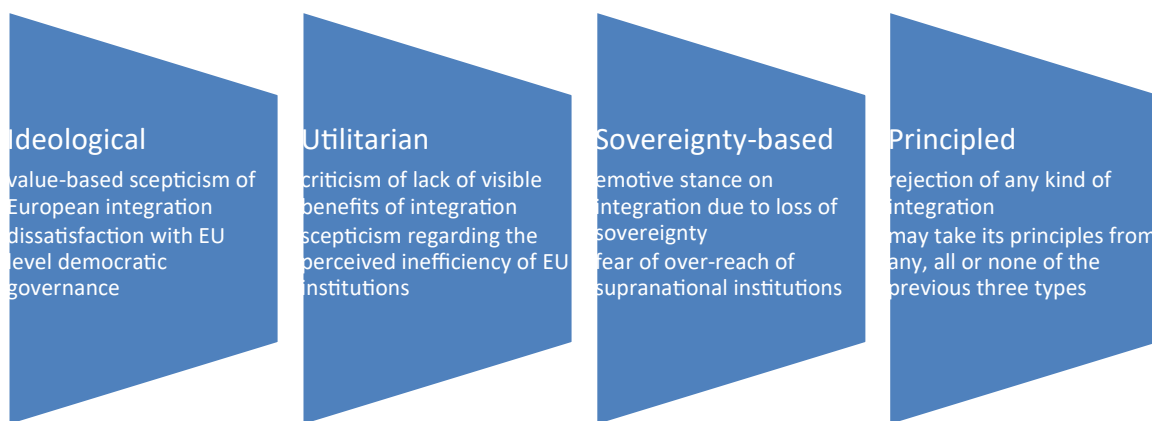 Ideological
value-based scepticism of
European integration
dissatisfaction with EU
level democratic
governance
Utilitarian
criticism of lack of visible
benefits of integration
scepticism regarding the
perceived inefficiency of EU
institutions
Sovereignty-based
emotive stance on
integration due to loss of
sovereignty
fear of over-reach of
supranational institutions
Principled
rejection of any kind of
integration
may take its principles from
any, all or none of the
previous three types